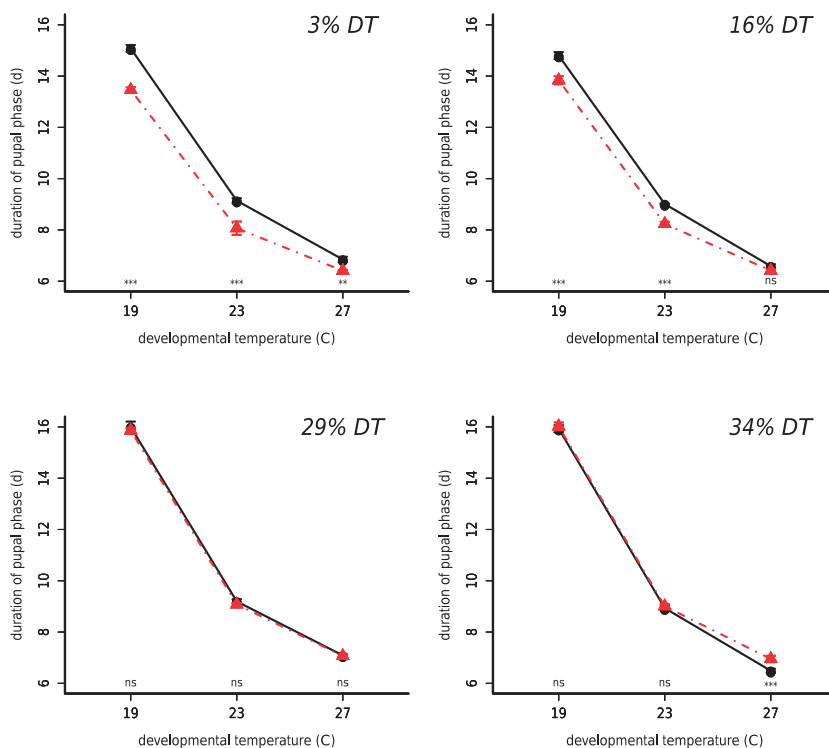 3% DT
duration of pupal phase (d)
16
14
12
10
8
6
*** *** **
19 23 27
developmental temperature (C)
16% DT
duration of pupal phase (d)
16
14
12
10
8
6
*** *** ns
19 23 27
developmental temperature (C)
29% DT
duration of pupal phase (d)
16
14
12
10
8
6
ns ns ns
19 23 27
developmental temperature (C)
34% DT
duration of pupal phase (d)
16
14
12
10
8
6
ns ns ***
19 23 27
developmental temperature (C)